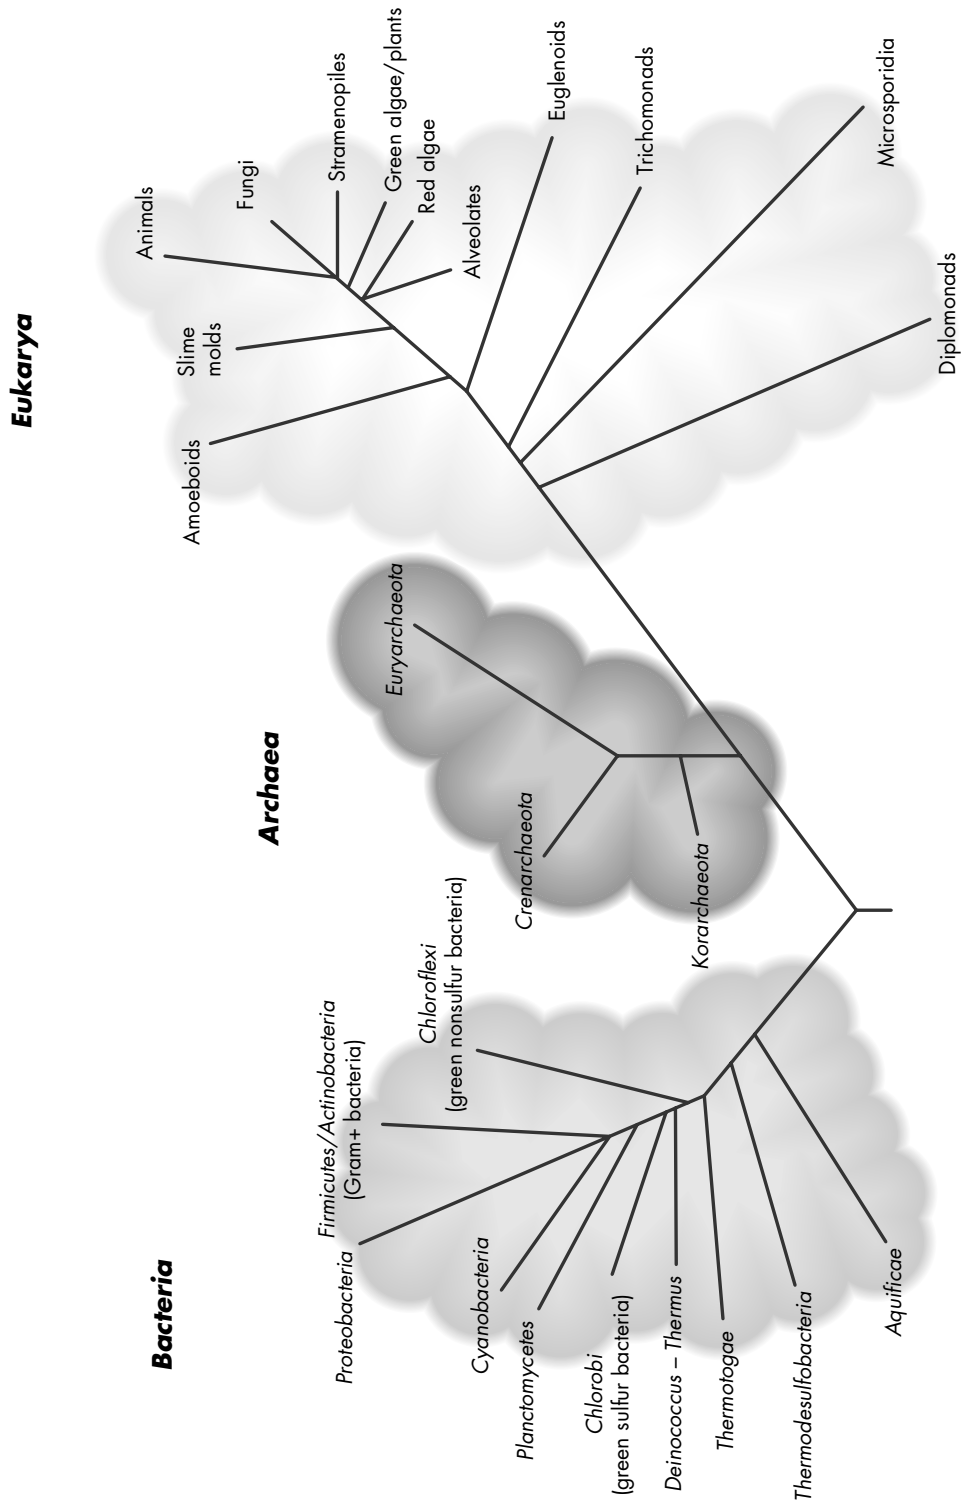 Bacteria
Archaea
Eukarya
Proteobacteria
Firmicutes/Actinobacteria
(Gram+ bacteria)
Chloroflexi
(green nonsulfur bacteria)
Cyanobacteria
Planctomycetes
Chlorobi
(green sulfur bacteria)
Deinococcus – Thermus
Thermotogae
Thermodesulfobacteria
Aquificae
Euryarchaeota
Crenarchaeota
Korarchaeota
Amoeboids
Slime
molds
Animals
Fungi
Stramenopiles
Green algae/plants
Red algae
Alveolates
Euglenoids
Trichomonads
Microsporidia
Diplomonads